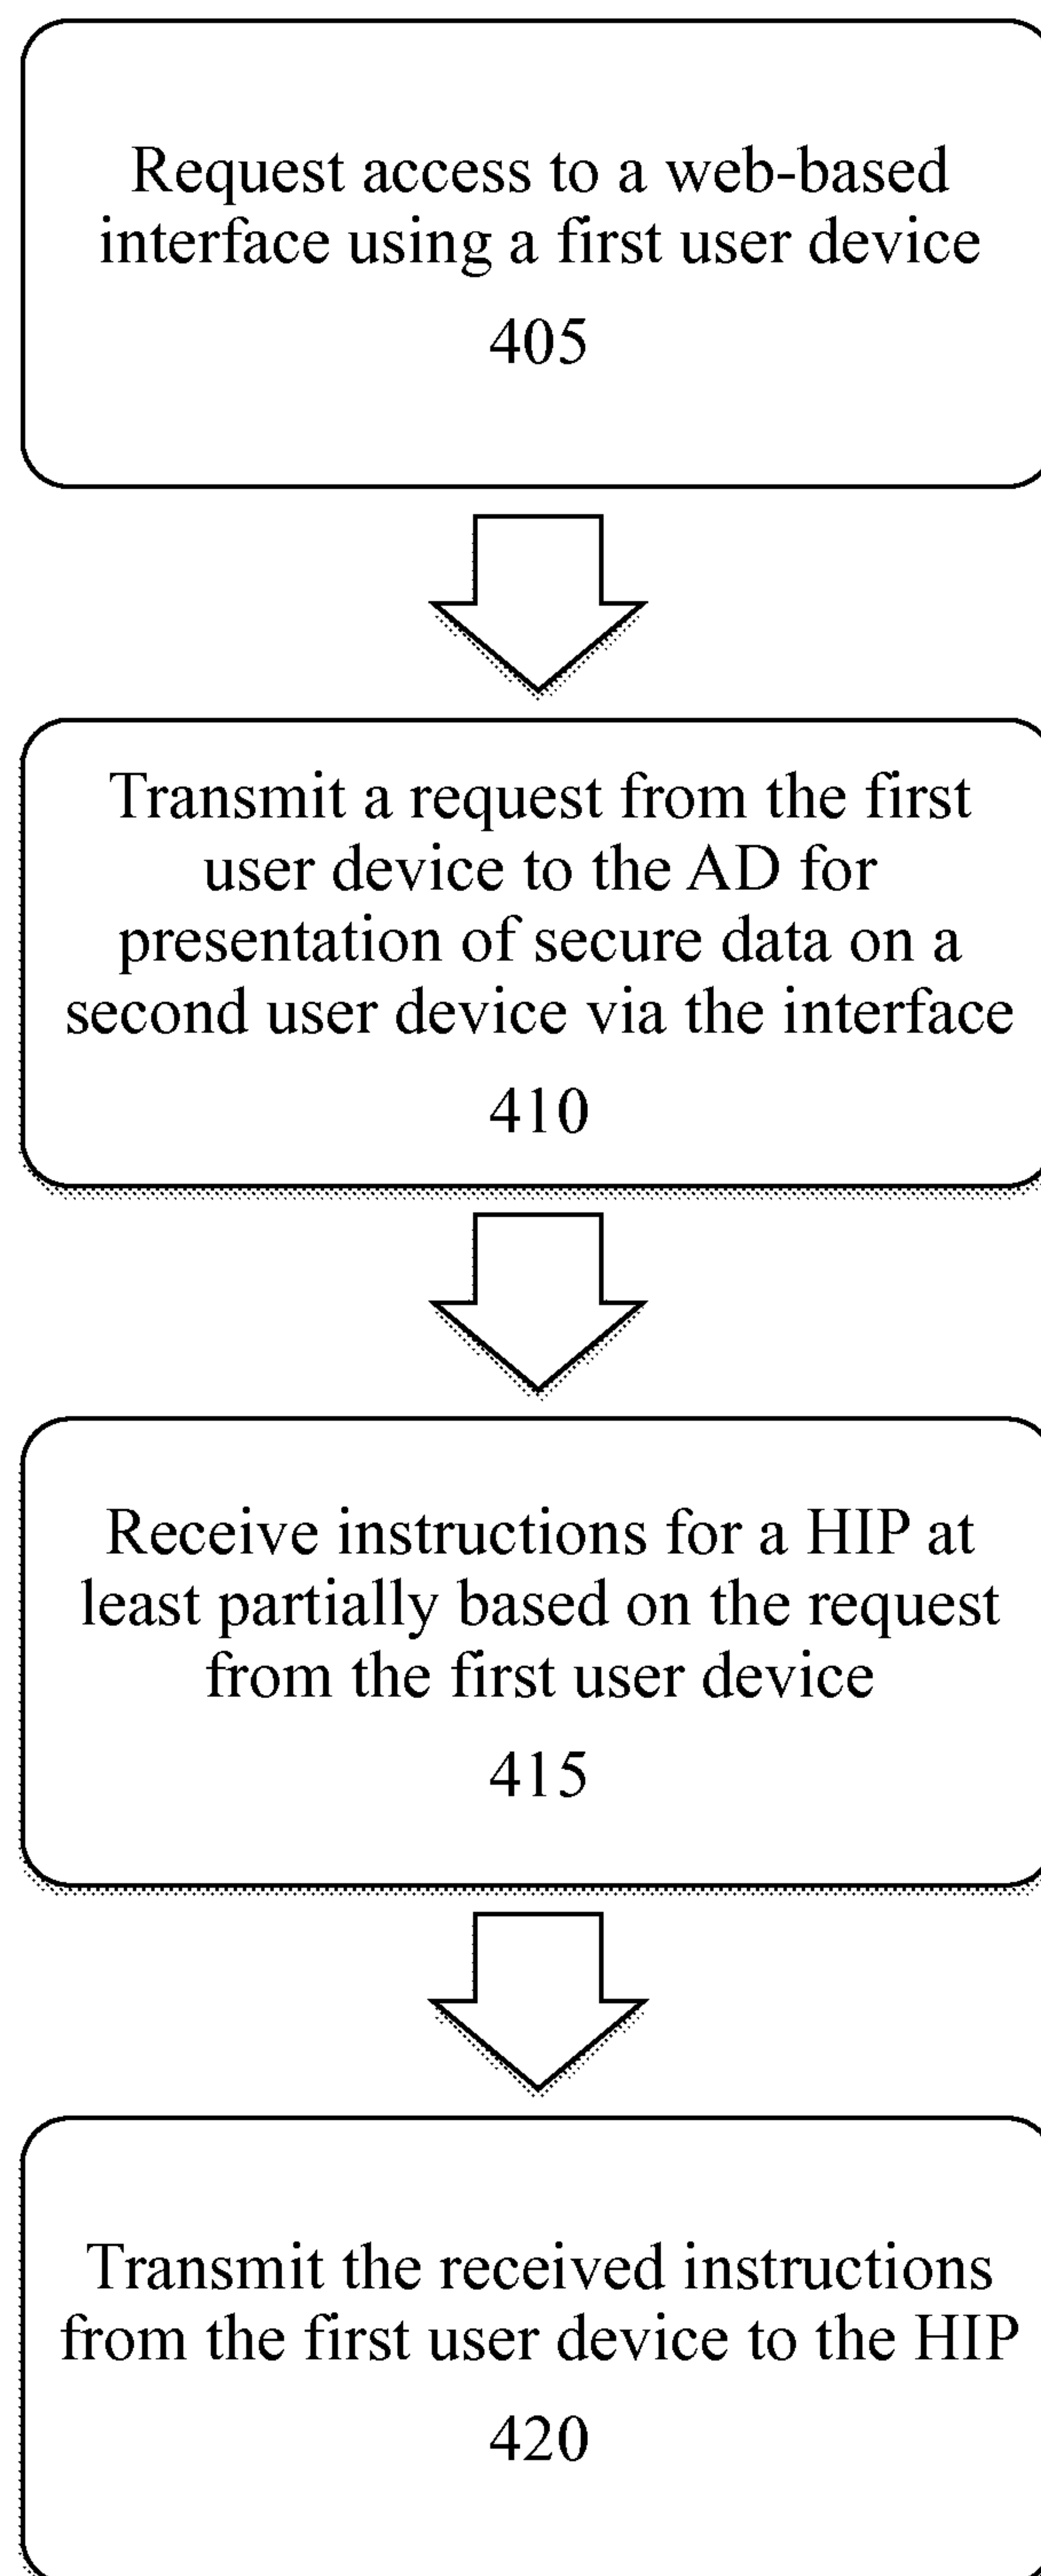 Request access to a web-based
interface using a first user device
405
Transmit a request from the first
user device to the AD for
presentation of secure data on a
second user device via the interface
410
Receive instructions for a HIP at
least partially based on the request
from the first user device
415
Transmit the received instructions
from the first user device to the HIP
420